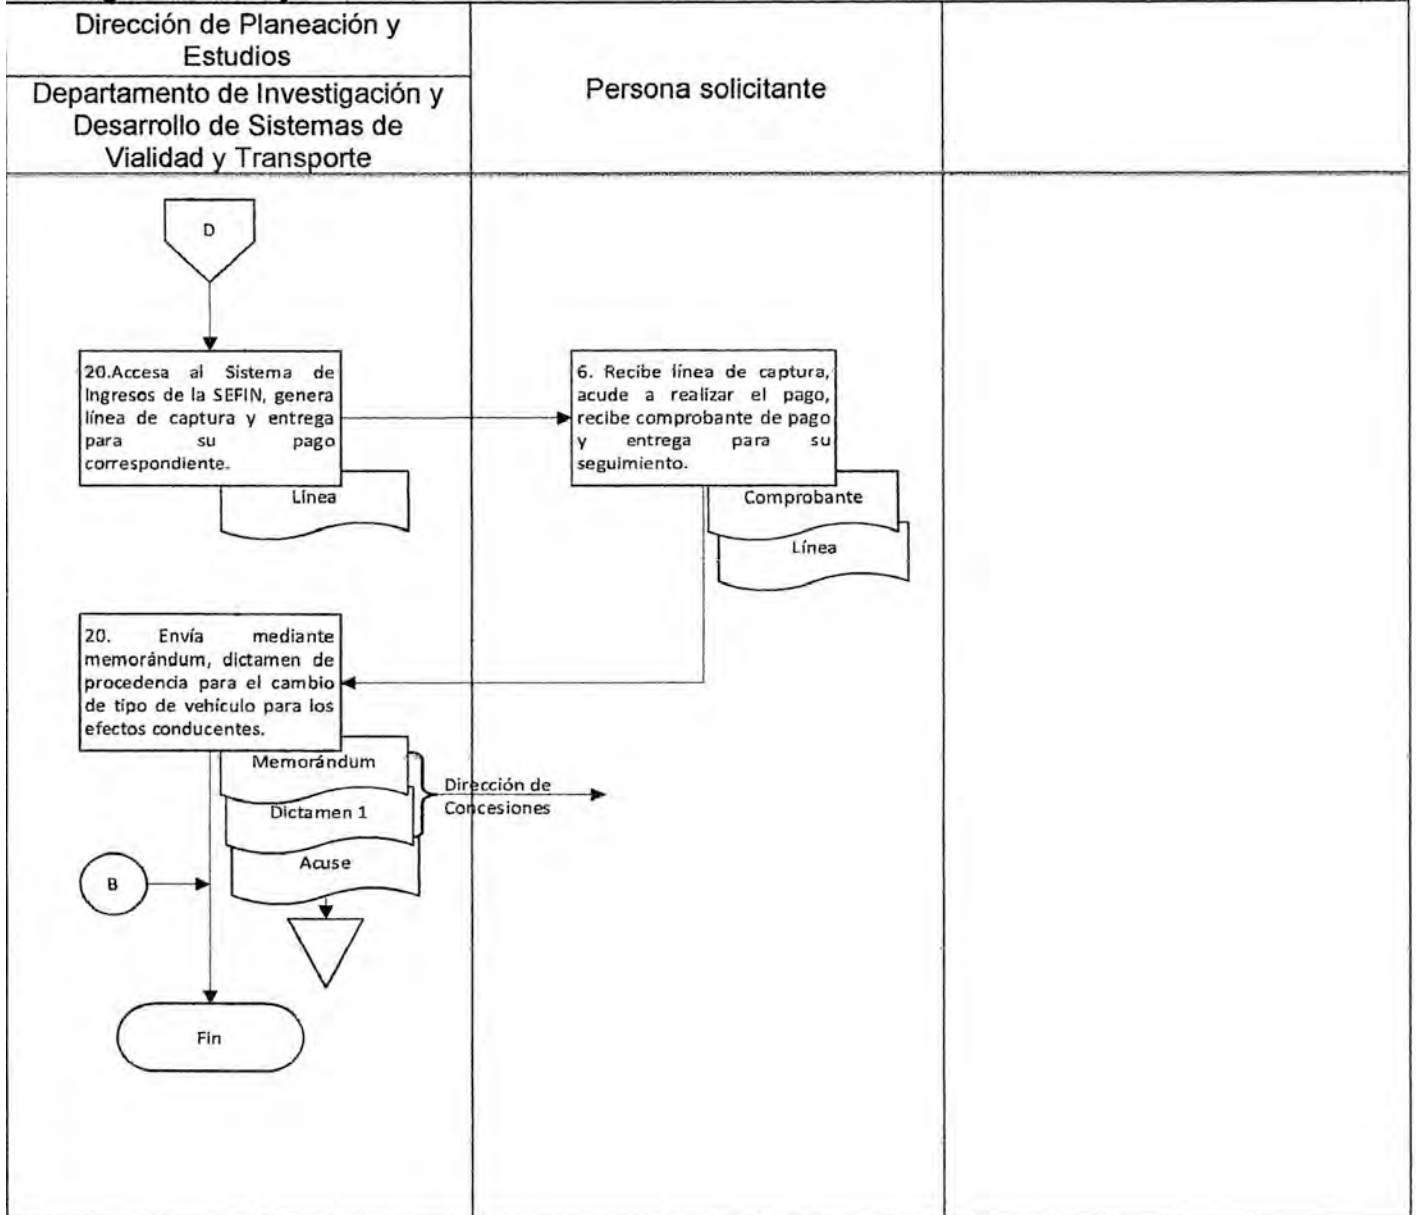 Dirección de Planeación y
Estudios
Departamento de Investigación y
Desarrollo de Sistemas de
Vialidad y Transporte
Persona solicitante
D
20.Accesa al Sistema de
Ingresos de la SEFIN, genera
línea de captura y entrega
para su pago
correspondiente.
Línea
6. Recibe línea de captura,
acude a realizar el pago,
recibe comprobante de pago
y entrega para su
seguimiento.
Comprobante
Línea
20. Envía mediante
memorándum, dictamen de
procedencia para el cambio
de tipo de vehículo para los
efectos conducentes.
Memorándum
Dictamen 1
Acuse
Dirección de
Concesiones
B
Fin